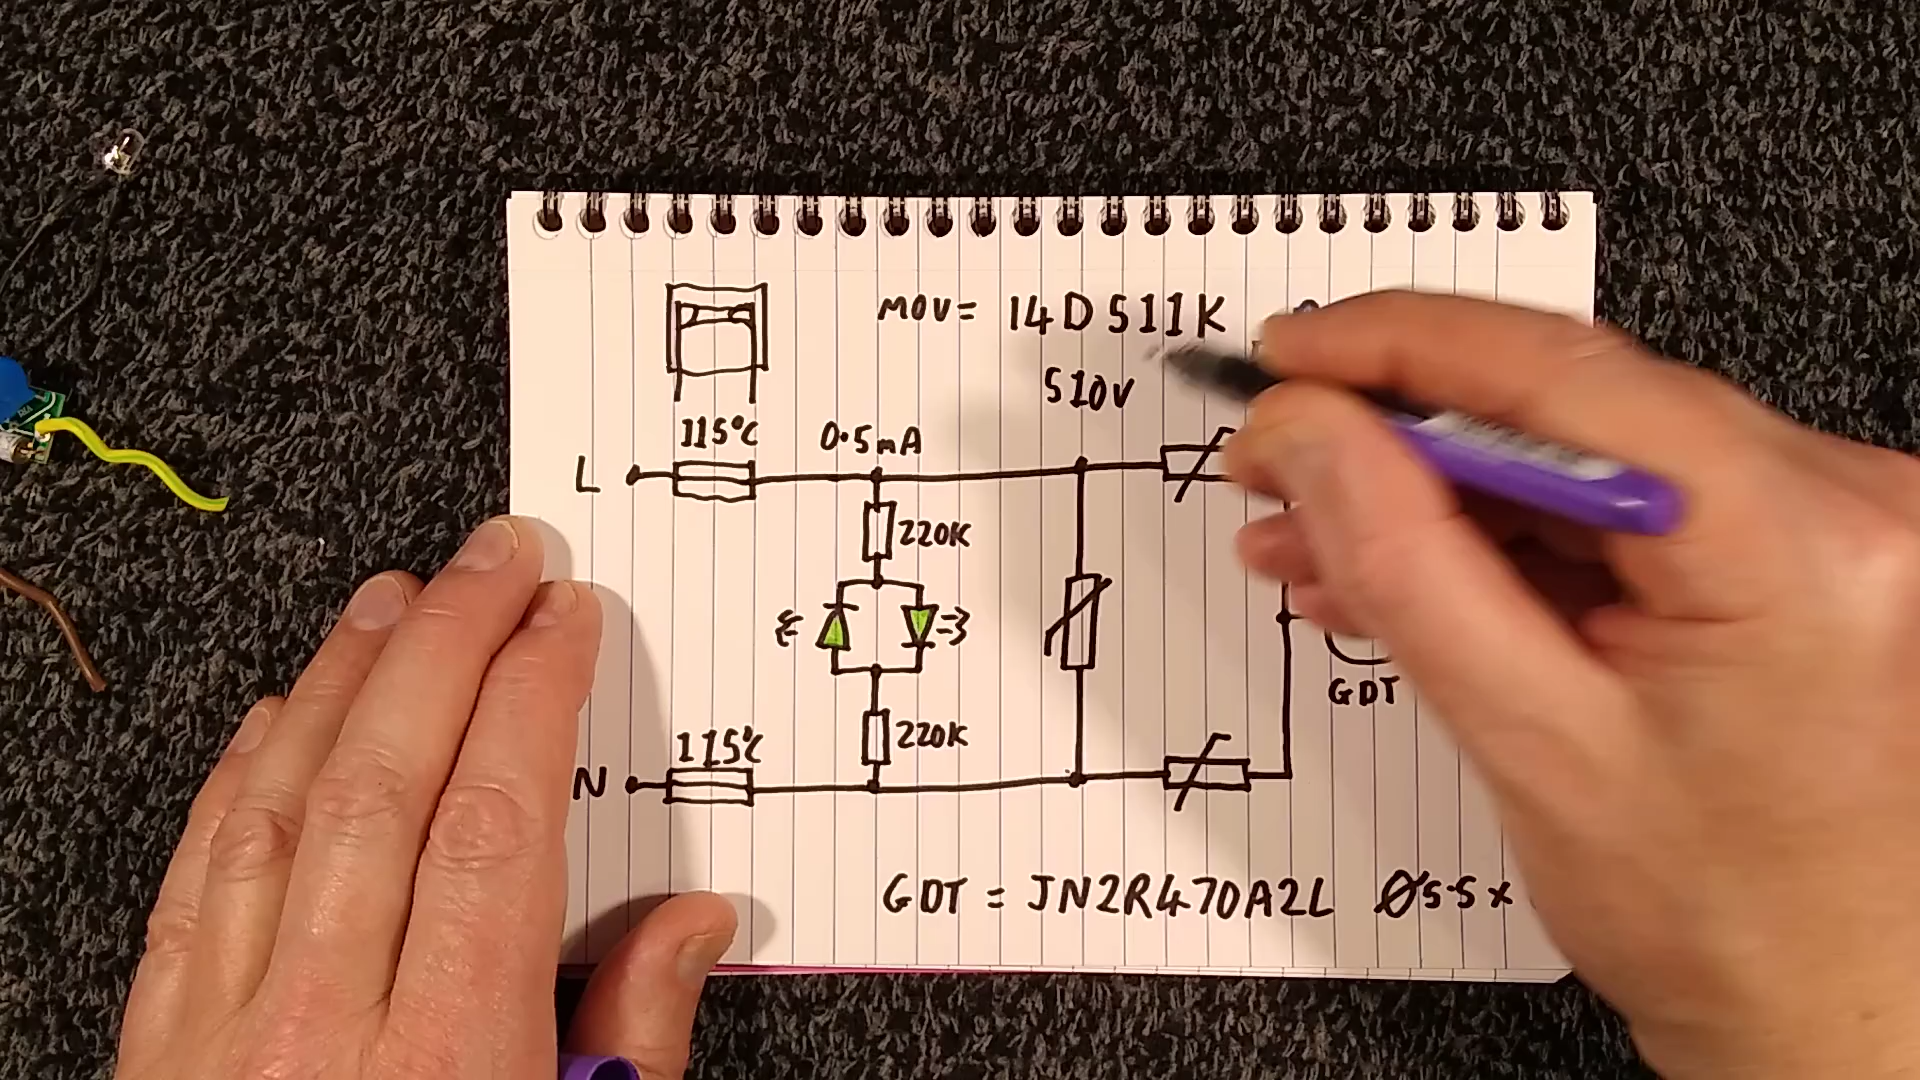 MOV = 14D511K
510V
115°C
0.5mA
L
220K
GDT
220K
115°C
N
GDT = JN2R470A2L Ø5.5 x